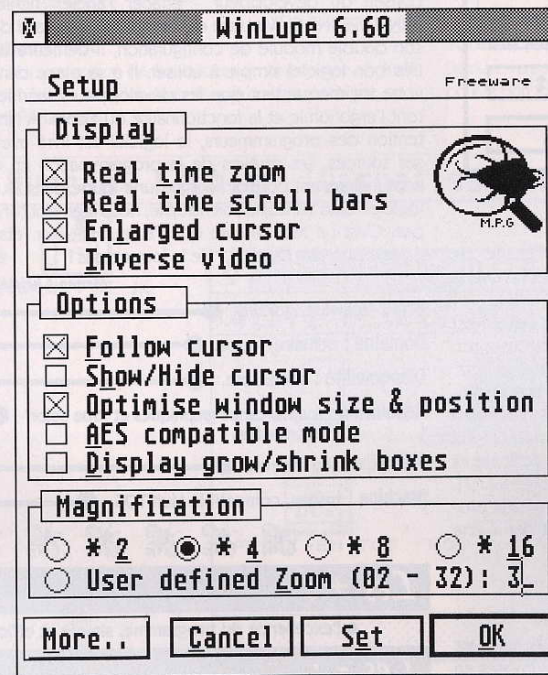 WinLupe 6.60
Setup
Freeware
Display
Real time zoom
Real time scroll bars
Enlarged cursor
Inverse video
M.P.G
Options
Follow cursor
Show/Hide cursor
Optimise window size & position
AES compatible mode
Display grow/shrink boxes
Magnification
* 2 * 4 * 8 * 16
User defined Zoom (02 - 32): 3_
More.. Cancel Set OK